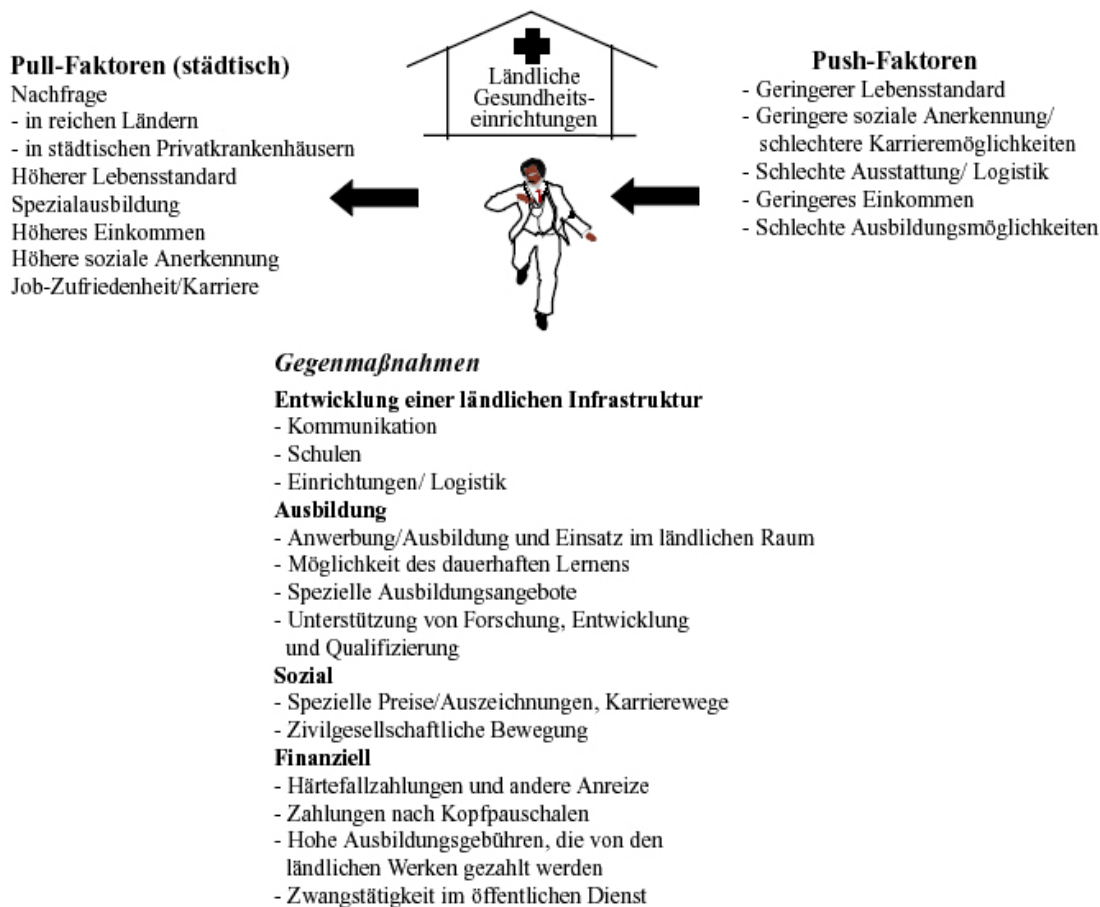 Pull-Faktoren (städtisch)
Nachfrage
- in reichen Ländern
- in städtischen Privatkrankenhäusern
Höherer Lebensstandard
Spezialausbildung
Höheres Einkommen
Höhere soziale Anerkennung
Job-Zufriedenheit/Karriere
Ländliche
Gesundheits-
einrichtungen
Push-Faktoren
- Geringerer Lebensstandard
- Geringere soziale Anerkennung/
schlechtere Karrieremöglichkeiten
- Schlechte Ausstattung/ Logistik
- Geringeres Einkommen
- Schlechte Ausbildungsmöglichkeiten
Gegenmaßnahmen
Entwicklung einer ländlichen Infrastruktur
- Kommunikation
- Schulen
- Einrichtungen/ Logistik
Ausbildung
- Anwerbung/Ausbildung und Einsatz im ländlichen Raum
- Möglichkeit des dauerhaften Lernens
- Spezielle Ausbildungsangebote
- Unterstützung von Forschung, Entwicklung
und Qualifizierung
Sozial
- Spezielle Preise/Auszeichnungen, Karrierewege
- Zivilgesellschaftliche Bewegung
Finanziell
- Härtefallzahlungen und andere Anreize
- Zahlungen nach Kopfpauschalen
- Hohe Ausbildungsgebühren, die von den
ländlichen Werken gezahlt werden
- Zwangstätigkeit im öffentlichen Dienst